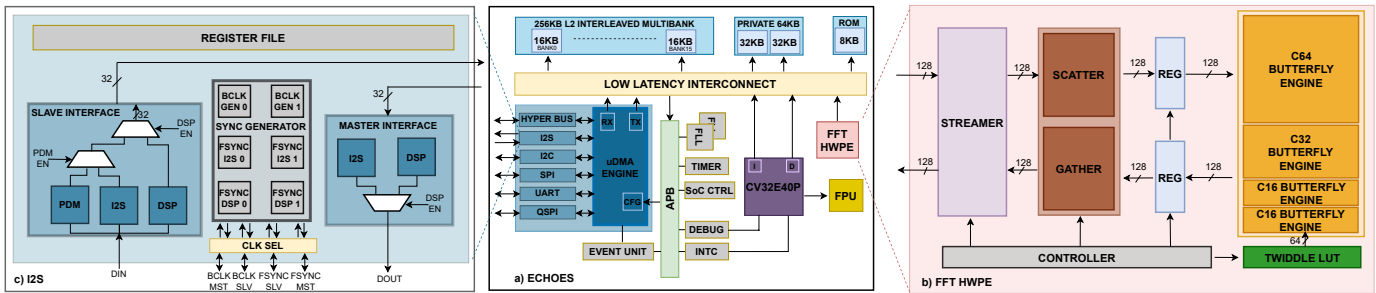 REGISTER FILE
32
SLAVE INTERFACE
32
DSP
EN
PDM
EN
PDM
I2S
DSP
DIN
BCLK
GEN 0
BCLK
GEN 1
SYNC GENERATOR
FSYNC
I2S 0
FSYNC
I2S 1
FSYNC
DSP 0
FSYNC
DSP 1
CLK SEL
BCLK
MST
BCLK
SLV
FSYNC
SLV
FSYNC
MST
32
MASTER INTERFACE
I2S
DSP
DSP
EN
DOUT
c) I2S
256KB L2 INTERLEAVED MULTIBANK
16KB
BANK0
16KB
BANK15
PRIVATE 64KB
32KB
32KB
ROM
8KB
LOW LATENCY INTERCONNECT
HYPER BUS
I2S
I2C
SPI
UART
QSPI
RX
TX
uDMA
ENGINE
CFG
EVENT UNIT
APB
FLL
TIMER
SoC CTRL
DEBUG
INTC
I
D
CV32E40P
FFT
HWPE
FPU
a) ECHOES
128
128
STREAMER
128
128
SCATTER
GATHER
128
128
REG
REG
128
128
C64
BUTTERFLY
ENGINE
C32
BUTTERFLY
ENGINE
C16 BUTTERFLY
ENGINE
C16 BUTTERFLY
ENGINE
64
TWIDDLE LUT
CONTROLLER
b) FFT HWPE